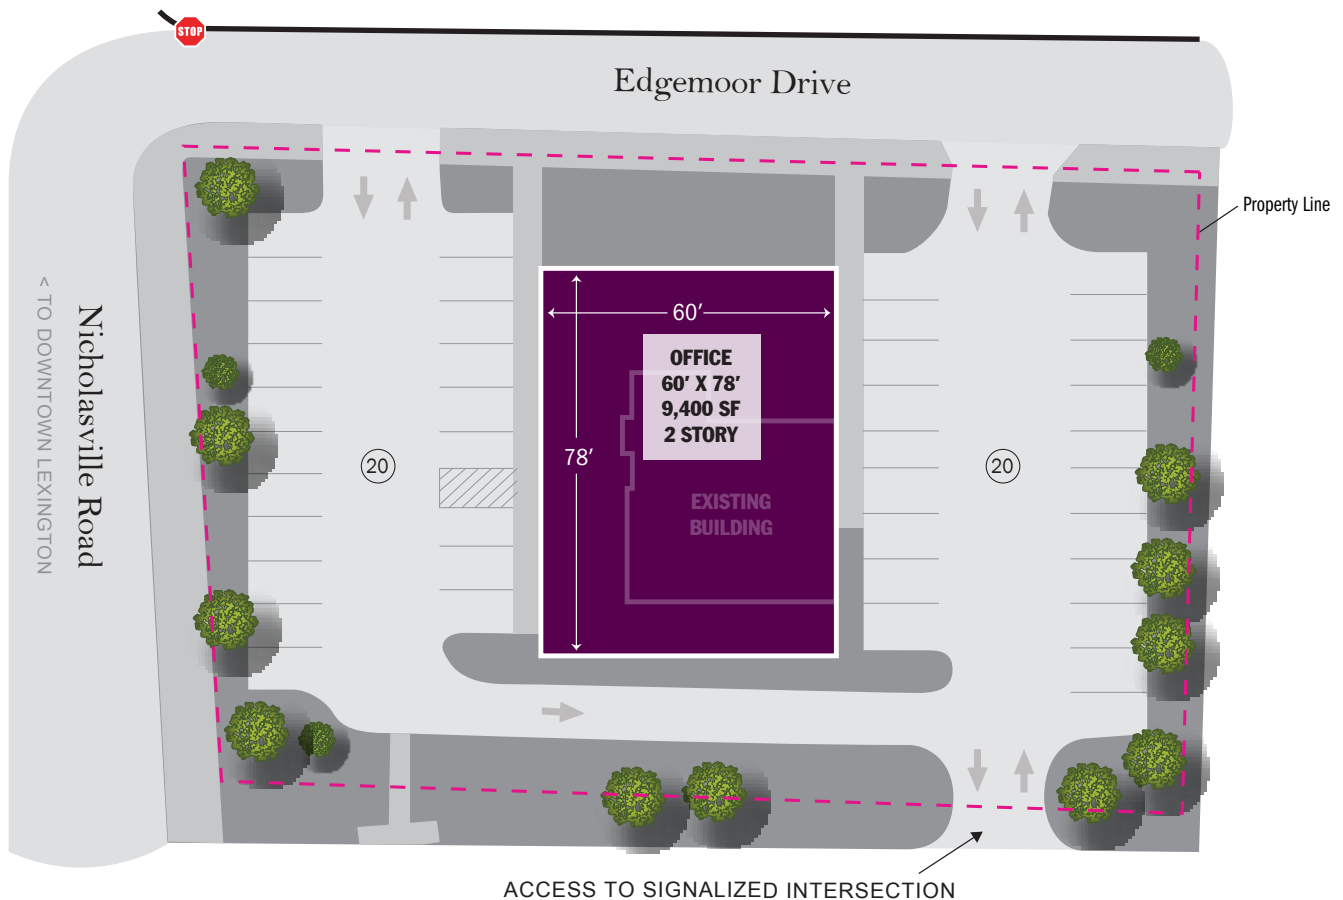 STOP
Edgemoor Drive
Property Line
Nicholasville Road
< TO DOWNTOWN LEXINGTON
60′
OFFICE
60′ X 78′
9,400 SF
2 STORY
78′
20
20
EXISTING
BUILDING
ACCESS TO SIGNALIZED INTERSECTION